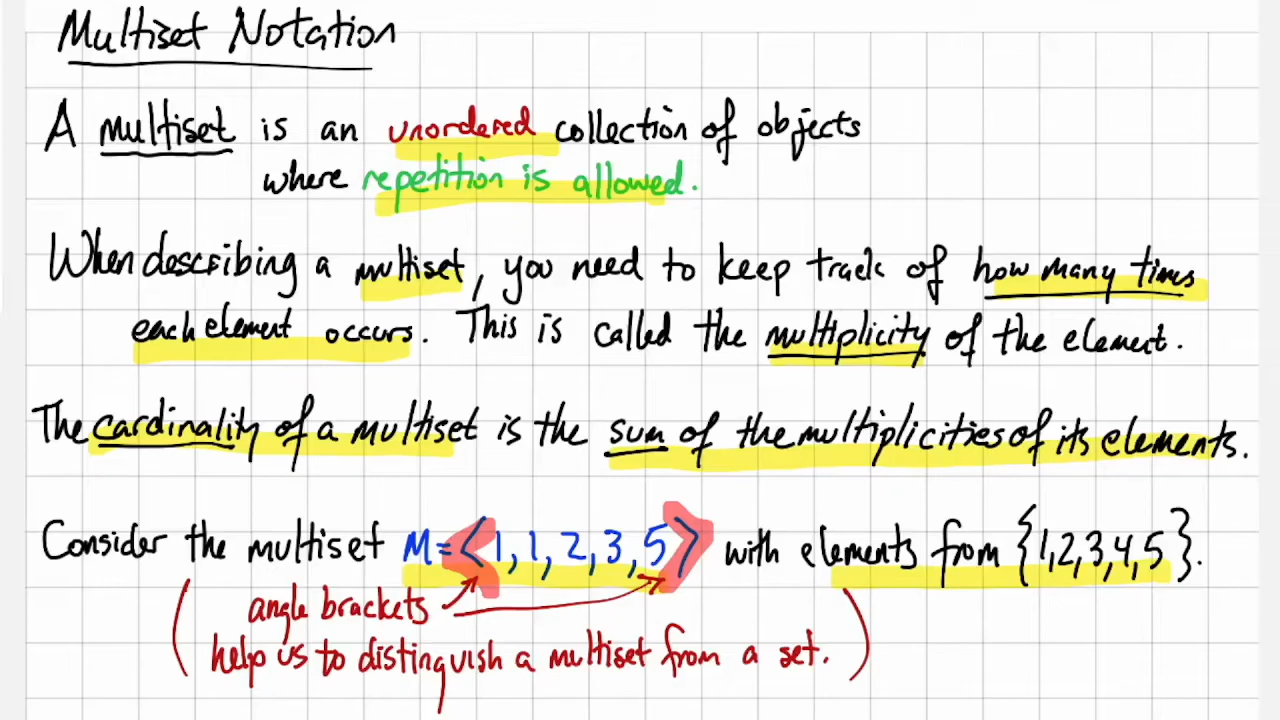 Multiset Notation
A multiset is an unordered collection of objects
where repetition is allowed.
When describing a multiset, you need to keep track of how many times
each element occurs. This is called the multiplicity of the element.
The cardinality of a multiset is the sum of the multiplicities of its elements.
Consider the multiset M=⟨1,1,2,3,5⟩ with elements from {1,2,3,4,5}.
(angle brackets
help us to distinguish a multiset from a set.)